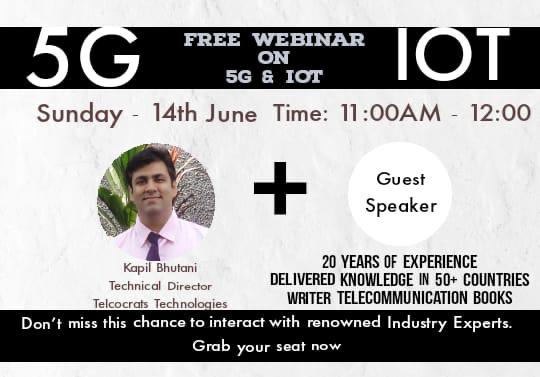 5G
FREE WEBINAR
ON
5G & IOT
IOT
Sunday - 14th June Time: 11:00AM - 12:00
Guest
Speaker
Kapil Bhutani
Technical Director
Telcocrats Technologies
20 YEARS OF EXPERIENCE
DELIVERED KNOWLEDGE IN 50+ COUNTRIES
WRITER TELECOMMUNICATION BOOKS
Don't miss this chance to interact with renowned Industry Experts.
Grab your seat now